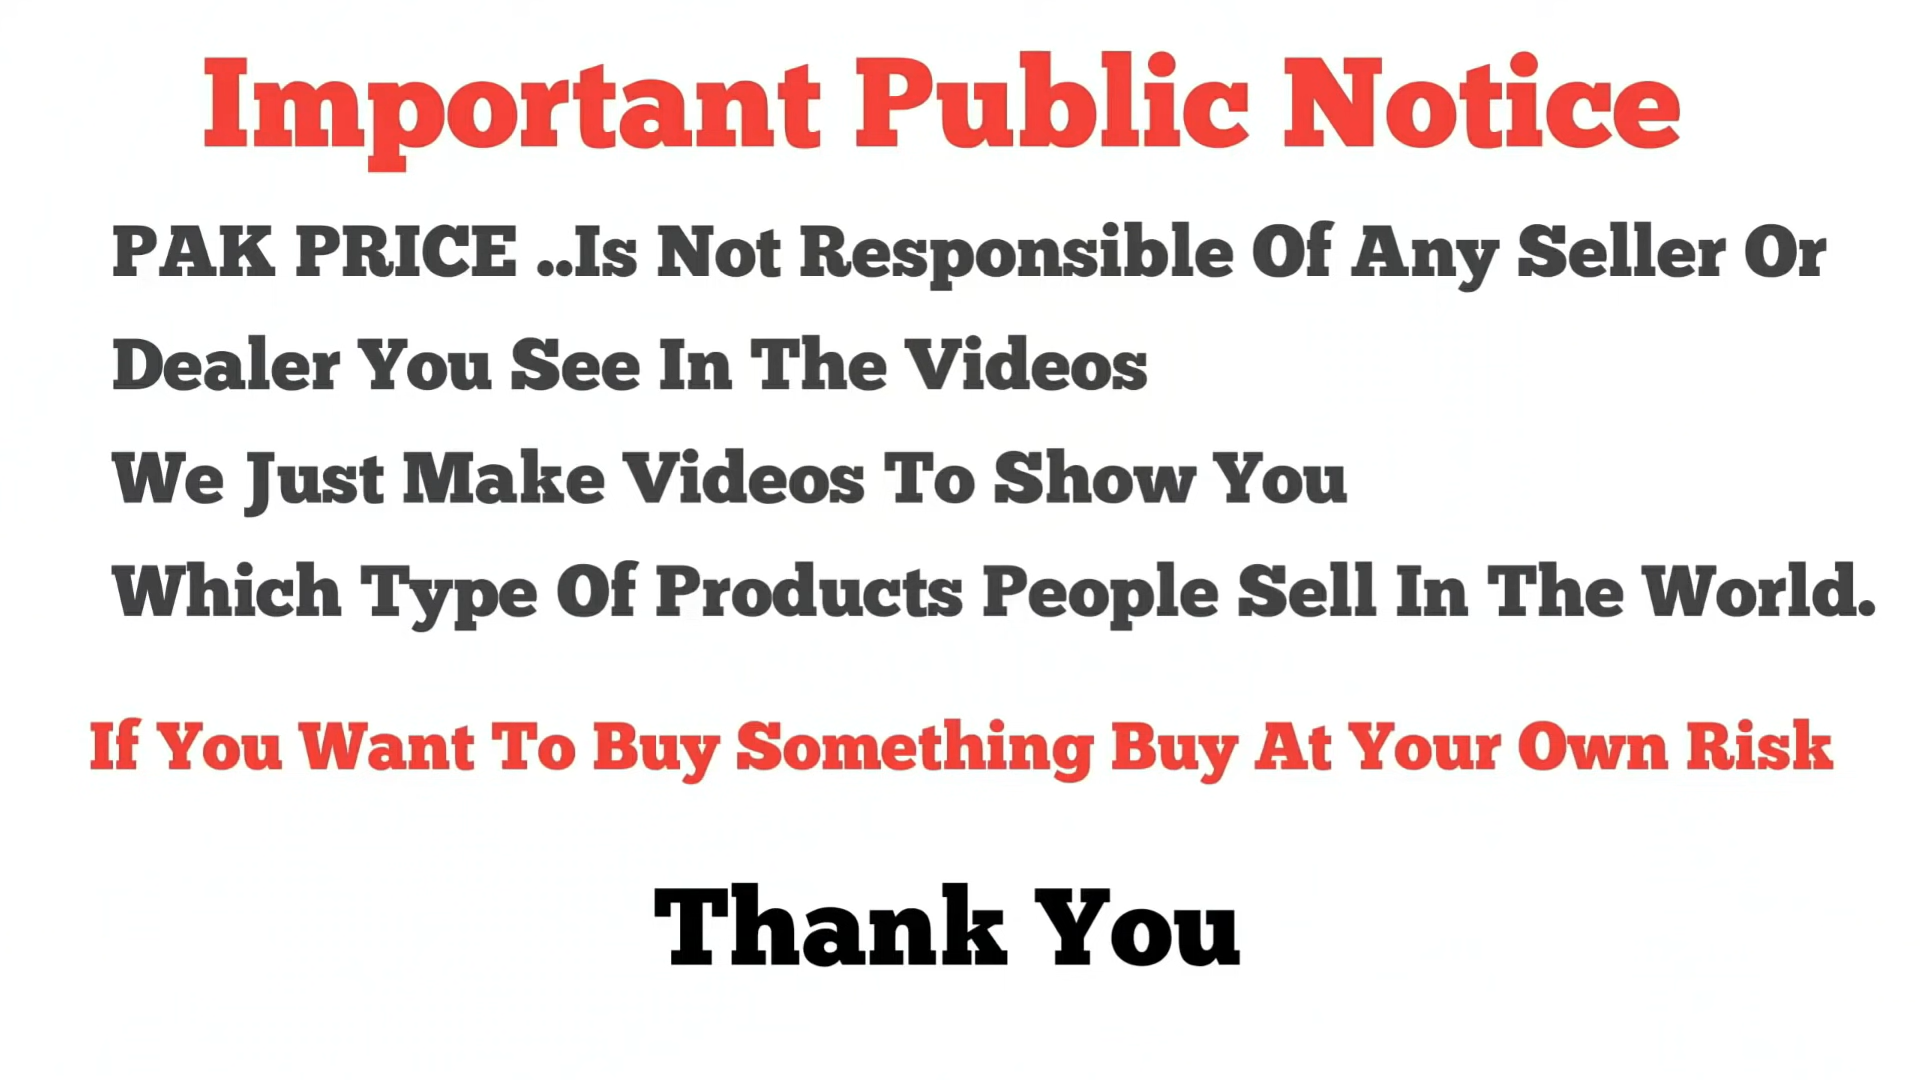 Important Public Notice
PAK PRICE ..Is Not Responsible Of Any Seller Or
Dealer You See In The Videos
We Just Make Videos To Show You
Which Type Of Products People Sell In The World.
If You Want To Buy Something Buy At Your Own Risk
Thank You